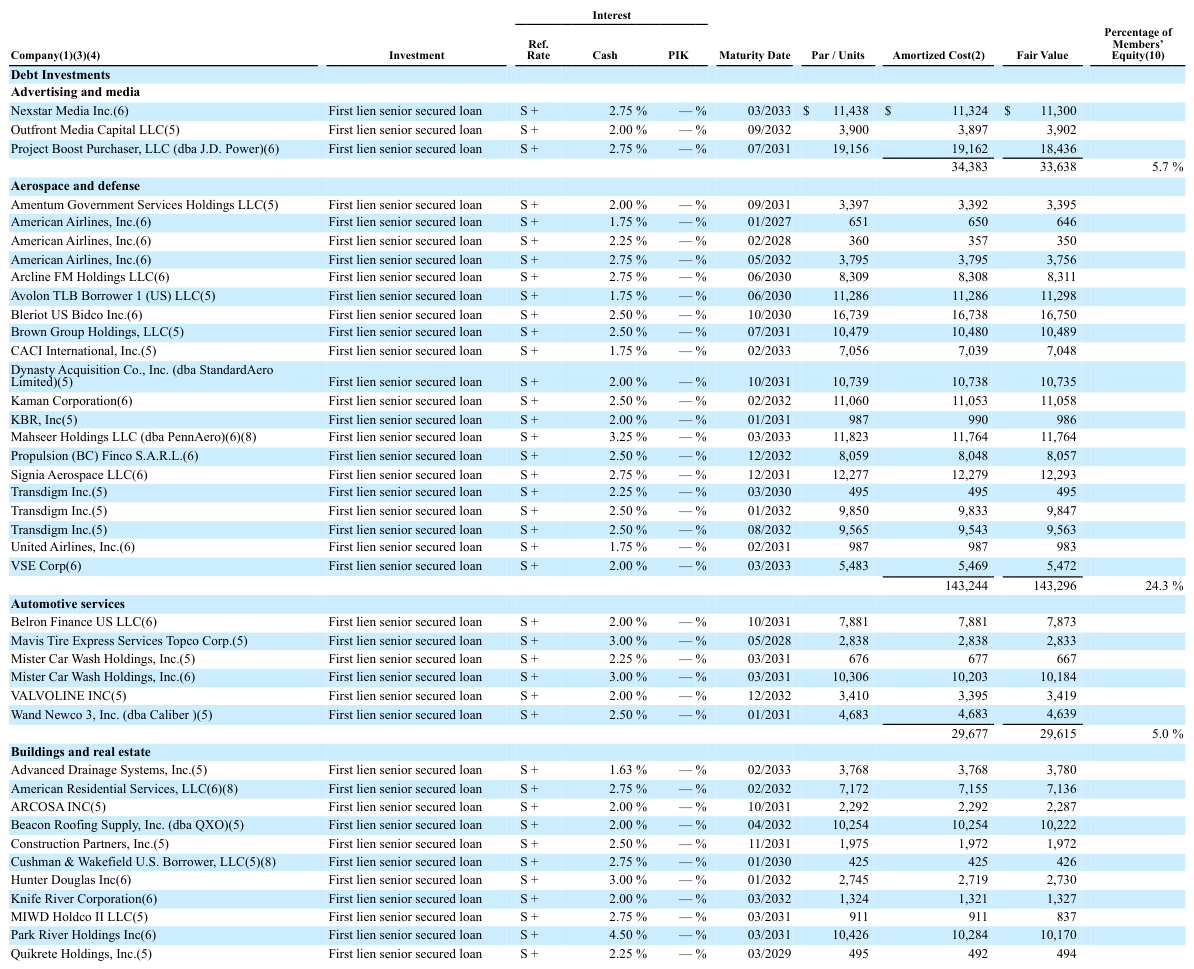 Interest
Company(1)(3)(4) Investment Ref. Rate Cash PIK Maturity Date Par / Units Amortized Cost(2) Fair Value Percentage of Members' Equity(10)
Debt Investments
Advertising and media
Nexstar Media Inc.(6) First lien senior secured loan S + 2.75 % — % 03/2033 $ 11,438 $ 11,324 $ 11,300
Outfront Media Capital LLC(5) First lien senior secured loan S + 2.00 % — % 09/2032 3,900 3,897 3,902
Project Boost Purchaser, LLC (dba J.D. Power)(6) First lien senior secured loan S + 2.75 % — % 07/2031 19,156 19,162 18,436
34,383 33,638 5.7 %
Aerospace and defense
Amentum Government Services Holdings LLC(5) First lien senior secured loan S + 2.00 % — % 09/2031 3,397 3,392 3,395
American Airlines, Inc.(6) First lien senior secured loan S + 1.75 % — % 01/2027 651 650 646
American Airlines, Inc.(6) First lien senior secured loan S + 2.25 % — % 02/2028 360 357 350
American Airlines, Inc.(6) First lien senior secured loan S + 2.75 % — % 05/2032 3,795 3,795 3,756
Arcline FM Holdings LLC(6) First lien senior secured loan S + 2.75 % — % 06/2030 8,309 8,308 8,311
Avolon TLB Borrower 1 (US) LLC(5) First lien senior secured loan S + 1.75 % — % 06/2030 11,286 11,286 11,298
Bleriot US Bidco Inc.(6) First lien senior secured loan S + 2.50 % — % 10/2030 16,739 16,738 16,750
Brown Group Holdings, LLC(5) First lien senior secured loan S + 2.50 % — % 07/2031 10,479 10,480 10,489
CACI International, Inc.(5) First lien senior secured loan S + 1.75 % — % 02/2033 7,056 7,039 7,048
Dynasty Acquisition Co., Inc. (dba StandardAero
Limited)(5) First lien senior secured loan S + 2.00 % — % 10/2031 10,739 10,738 10,735
Kaman Corporation(6) First lien senior secured loan S + 2.50 % — % 02/2032 11,060 11,053 11,058
KBR, Inc(5) First lien senior secured loan S + 2.00 % — % 01/2031 987 990 986
Mahseer Holdings LLC (dba PennAero)(6)(8) First lien senior secured loan S + 3.25 % — % 03/2033 11,823 11,764 11,764
Propulsion (BC) Finco S.A.R.L.(6) First lien senior secured loan S + 2.50 % — % 12/2032 8,059 8,048 8,057
Signia Aerospace LLC(6) First lien senior secured loan S + 2.75 % — % 12/2031 12,277 12,279 12,293
Transdigm Inc.(5) First lien senior secured loan S + 2.25 % — % 03/2030 495 495 495
Transdigm Inc.(5) First lien senior secured loan S + 2.50 % — % 01/2032 9,850 9,833 9,847
Transdigm Inc.(5) First lien senior secured loan S + 2.50 % — % 08/2032 9,565 9,543 9,563
United Airlines, Inc.(6) First lien senior secured loan S + 1.75 % — % 02/2031 987 987 983
VSE Corp(6) First lien senior secured loan S + 2.00 % — % 03/2033 5,483 5,469 5,472
143,244 143,296 24.3 %
Automotive services
Belron Finance US LLC(6) First lien senior secured loan S + 2.00 % — % 10/2031 7,881 7,881 7,873
Mavis Tire Express Services Topco Corp.(5) First lien senior secured loan S + 3.00 % — % 05/2028 2,838 2,838 2,833
Mister Car Wash Holdings, Inc.(5) First lien senior secured loan S + 2.25 % — % 03/2031 676 677 667
Mister Car Wash Holdings, Inc.(6) First lien senior secured loan S + 3.00 % — % 03/2031 10,306 10,203 10,184
VALVOLINE INC(5) First lien senior secured loan S + 2.00 % — % 12/2032 3,410 3,395 3,419
Wand Newco 3, Inc. (dba Caliber )(5) First lien senior secured loan S + 2.50 % — % 01/2031 4,683 4,683 4,639
29,677 29,615 5.0 %
Buildings and real estate
Advanced Drainage Systems, Inc.(5) First lien senior secured loan S + 1.63 % — % 02/2033 3,768 3,768 3,780
American Residential Services, LLC(6)(8) First lien senior secured loan S + 2.75 % — % 02/2032 7,172 7,155 7,136
ARCOSA INC(5) First lien senior secured loan S + 2.00 % — % 10/2031 2,292 2,292 2,287
Beacon Roofing Supply, Inc. (dba QXO)(5) First lien senior secured loan S + 2.00 % — % 04/2032 10,254 10,254 10,222
Construction Partners, Inc.(5) First lien senior secured loan S + 2.50 % — % 11/2031 1,975 1,972 1,972
Cushman & Wakefield U.S. Borrower, LLC(5)(8) First lien senior secured loan S + 2.75 % — % 01/2030 425 425 426
Hunter Douglas Inc(6) First lien senior secured loan S + 3.00 % — % 01/2032 2,745 2,719 2,730
Knife River Corporation(6) First lien senior secured loan S + 2.00 % — % 03/2032 1,324 1,321 1,327
MIWD Holdco II LLC(5) First lien senior secured loan S + 2.75 % — % 03/2031 911 911 837
Park River Holdings Inc(6) First lien senior secured loan S + 4.50 % — % 03/2031 10,426 10,284 10,170
Quikrete Holdings, Inc.(5) First lien senior secured loan S + 2.25 % — % 03/2029 495 492 494